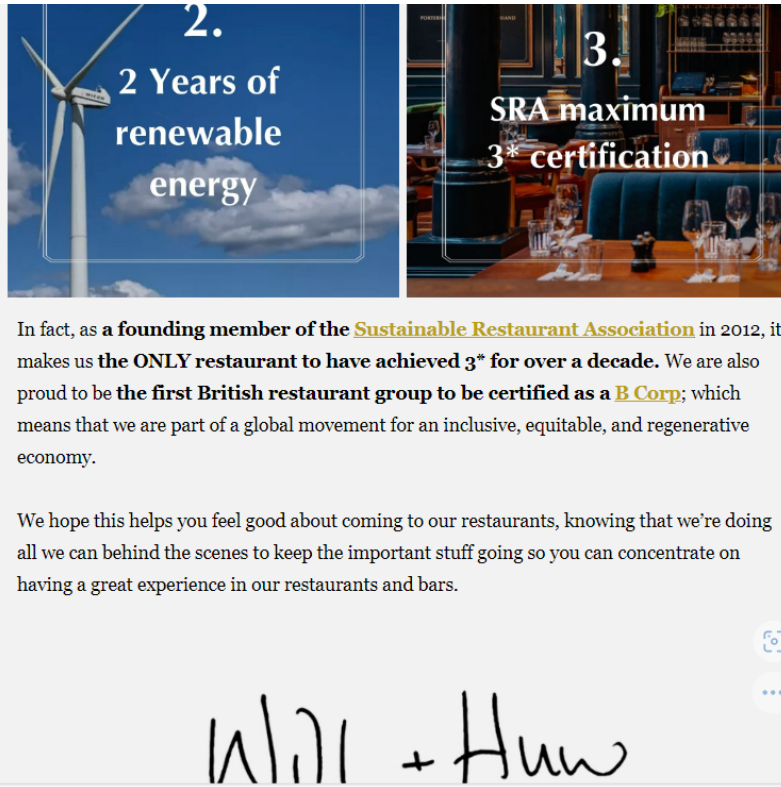 2.
2 Years of
renewable
energy
3.
SRA maximum
3* certification
In fact, as a founding member of the Sustainable Restaurant Association in 2012, it
makes us the ONLY restaurant to have achieved 3* for over a decade. We are also
proud to be the first British restaurant group to be certified as a B Corp; which
means that we are part of a global movement for an inclusive, equitable, and regenerative
economy.
We hope this helps you feel good about coming to our restaurants, knowing that we’re doing
all we can behind the scenes to keep the important stuff going so you can concentrate on
having a great experience in our restaurants and bars.
Will + Huw